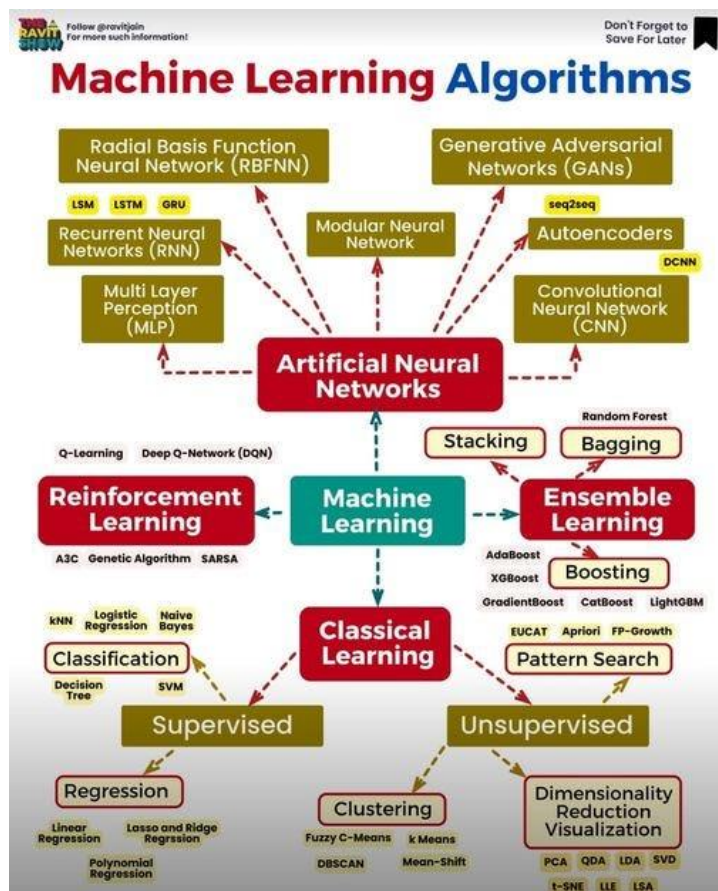 THE
RAVIT
SHOW
Follow @ravitjain
For more such information!
Don't Forget to
Save For Later
Machine Learning Algorithms
Radial Basis Function
Neural Network (RBFNN)
Generative Adversarial
Networks (GANs)
LSM LSTM GRU
seq2seq
Recurrent Neural
Networks (RNN)
Modular Neural
Network
Autoencoders
DCNN
Multi Layer
Perception
(MLP)
Convolutional
Neural Network
(CNN)
Artificial Neural
Networks
Random Forest
Stacking
Bagging
Q-Learning Deep Q-Network (DQN)
Reinforcement
Learning
Machine
Learning
Ensemble
Learning
A3C Genetic Algorithm SARSA
AdaBoost
XGBoost
Boosting
GradientBoost CatBoost LightGBM
kNN
Logistic
Regression
Naive
Bayes
Classical
Learning
EUCAT Apriori FP-Growth
Classification
Pattern Search
Decision
Tree
SVM
Supervised
Unsupervised
Regression
Clustering
Dimensionality
Reduction
Visualization
Linear
Regression
Lasso and Ridge
Regrssion
Polynomial
Regression
Fuzzy C-Means k Means
DBSCAN Mean-Shift
PCA QDA LDA SVD
t-SNE LLE LSA